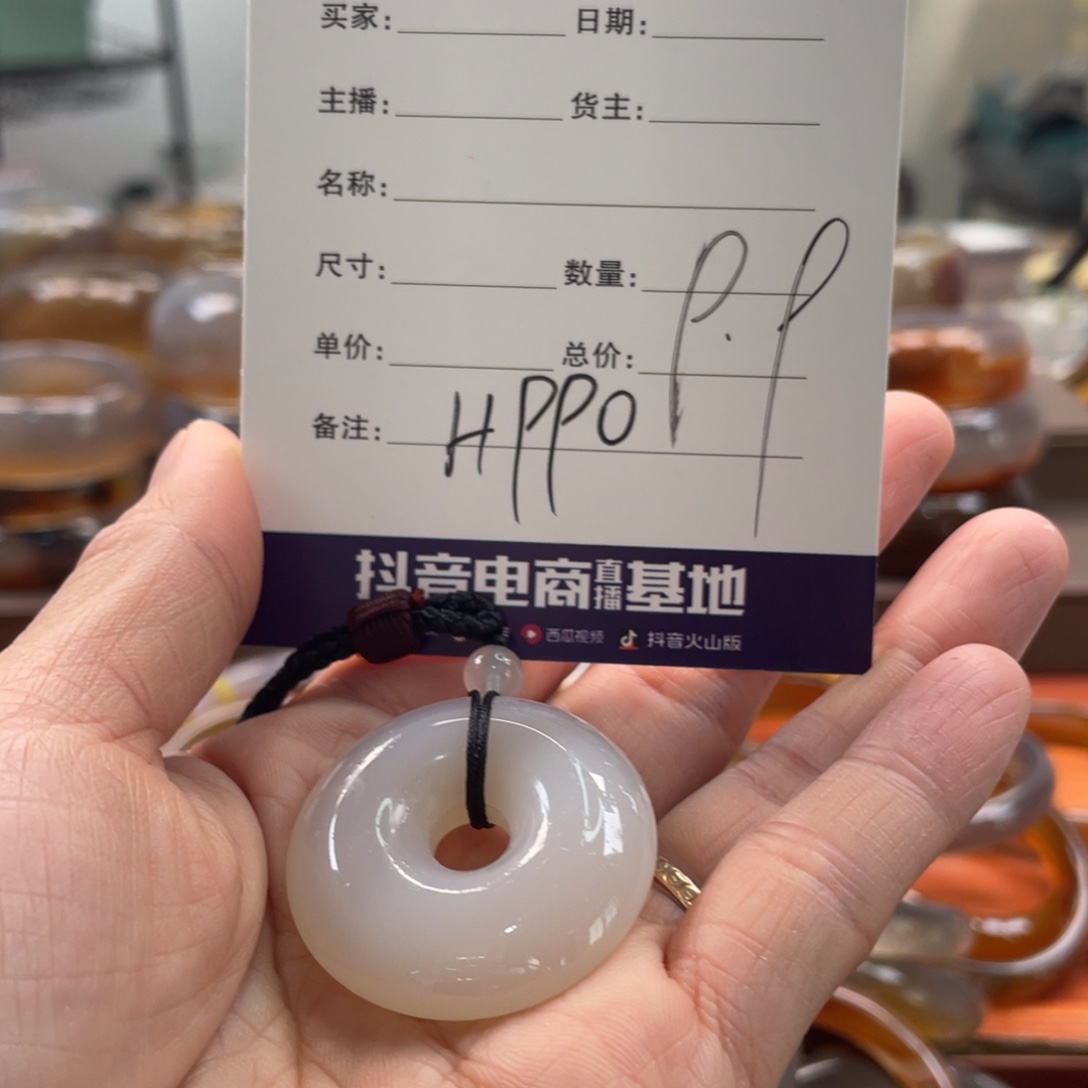 买家: 日期:
主播: 货主:
名称:
尺寸: 数量:
单价: 总价:
P.P
备注: HPPO
抖音电商直播基地
西瓜视频 抖音火山版